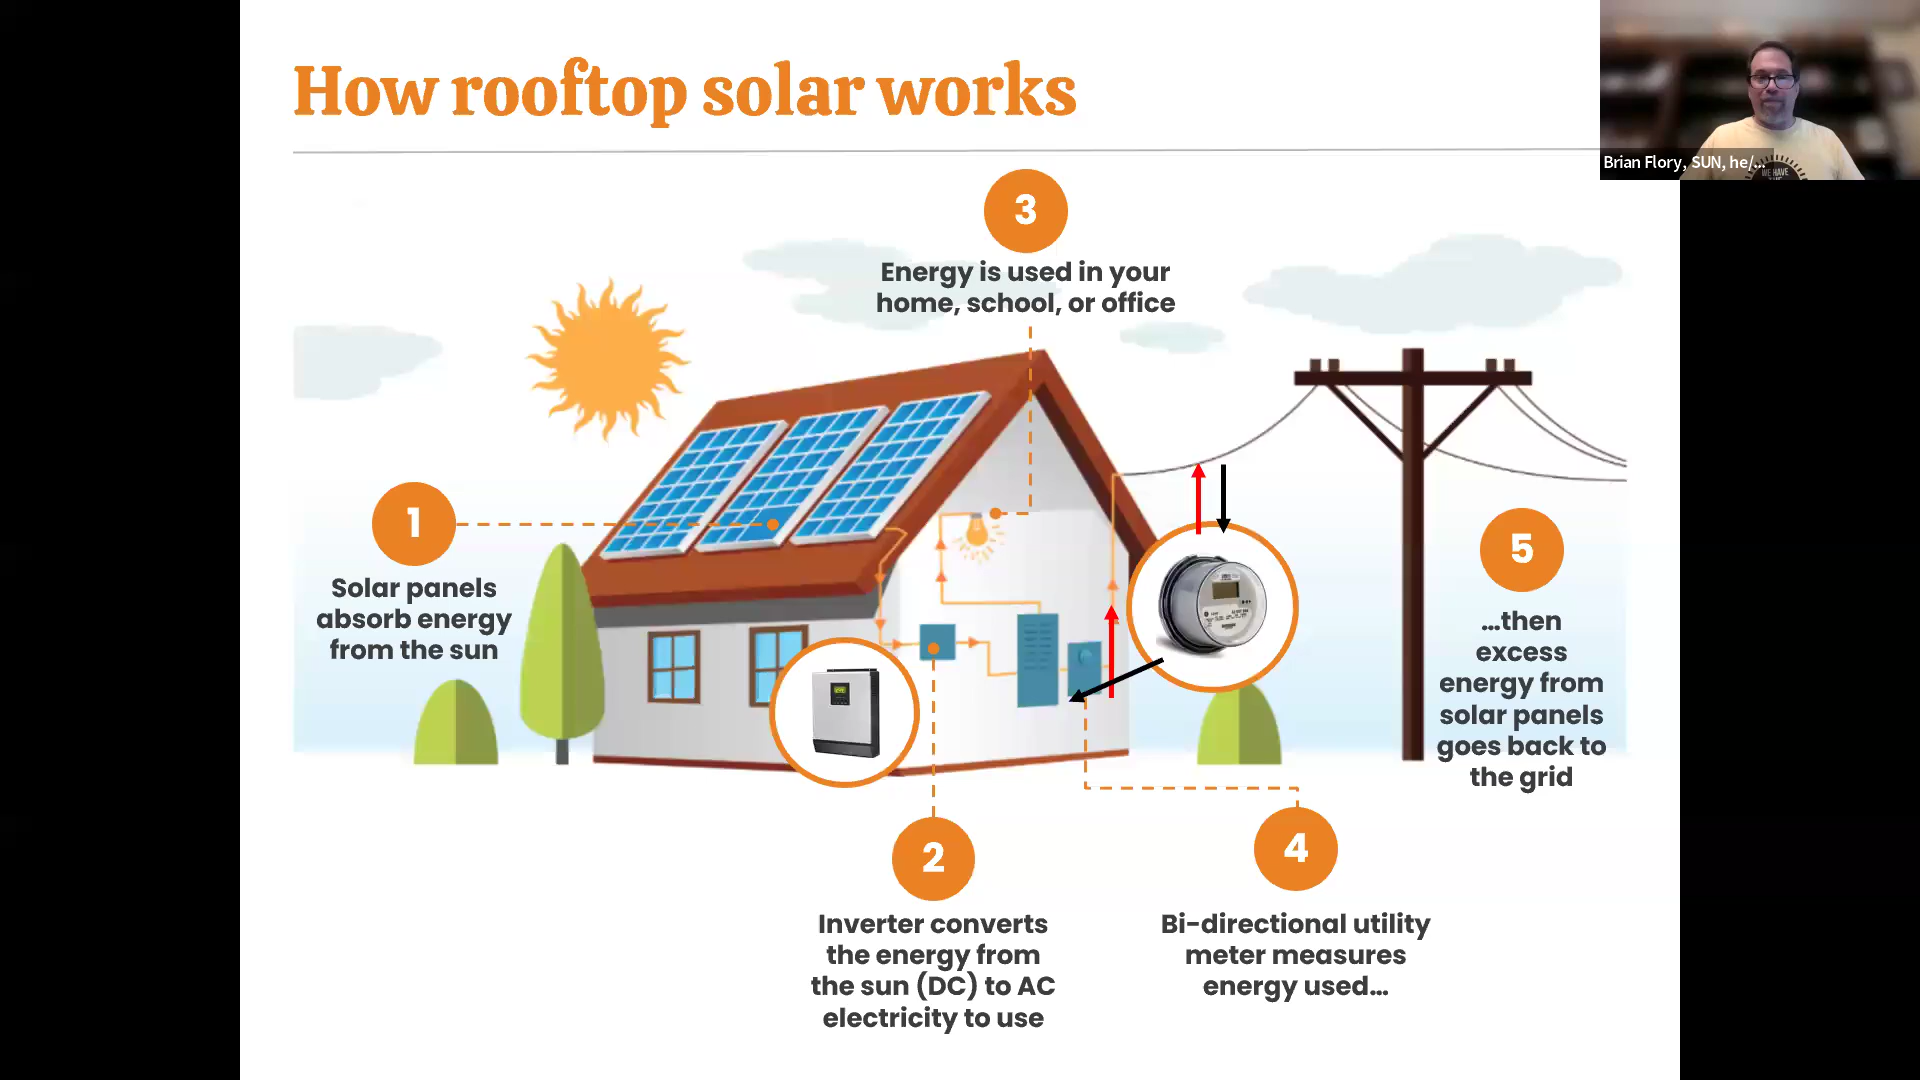 How rooftop solar works
Brian Flory, SUN, he/...
WE HAVE
3
Energy is used in your
home, school, or office
1
Solar panels
absorb energy
from the sun
5
...then
excess
energy from
solar panels
goes back to
the grid
2
Inverter converts
the energy from
the sun (DC) to AC
electricity to use
4
Bi-directional utility
meter measures
energy used...